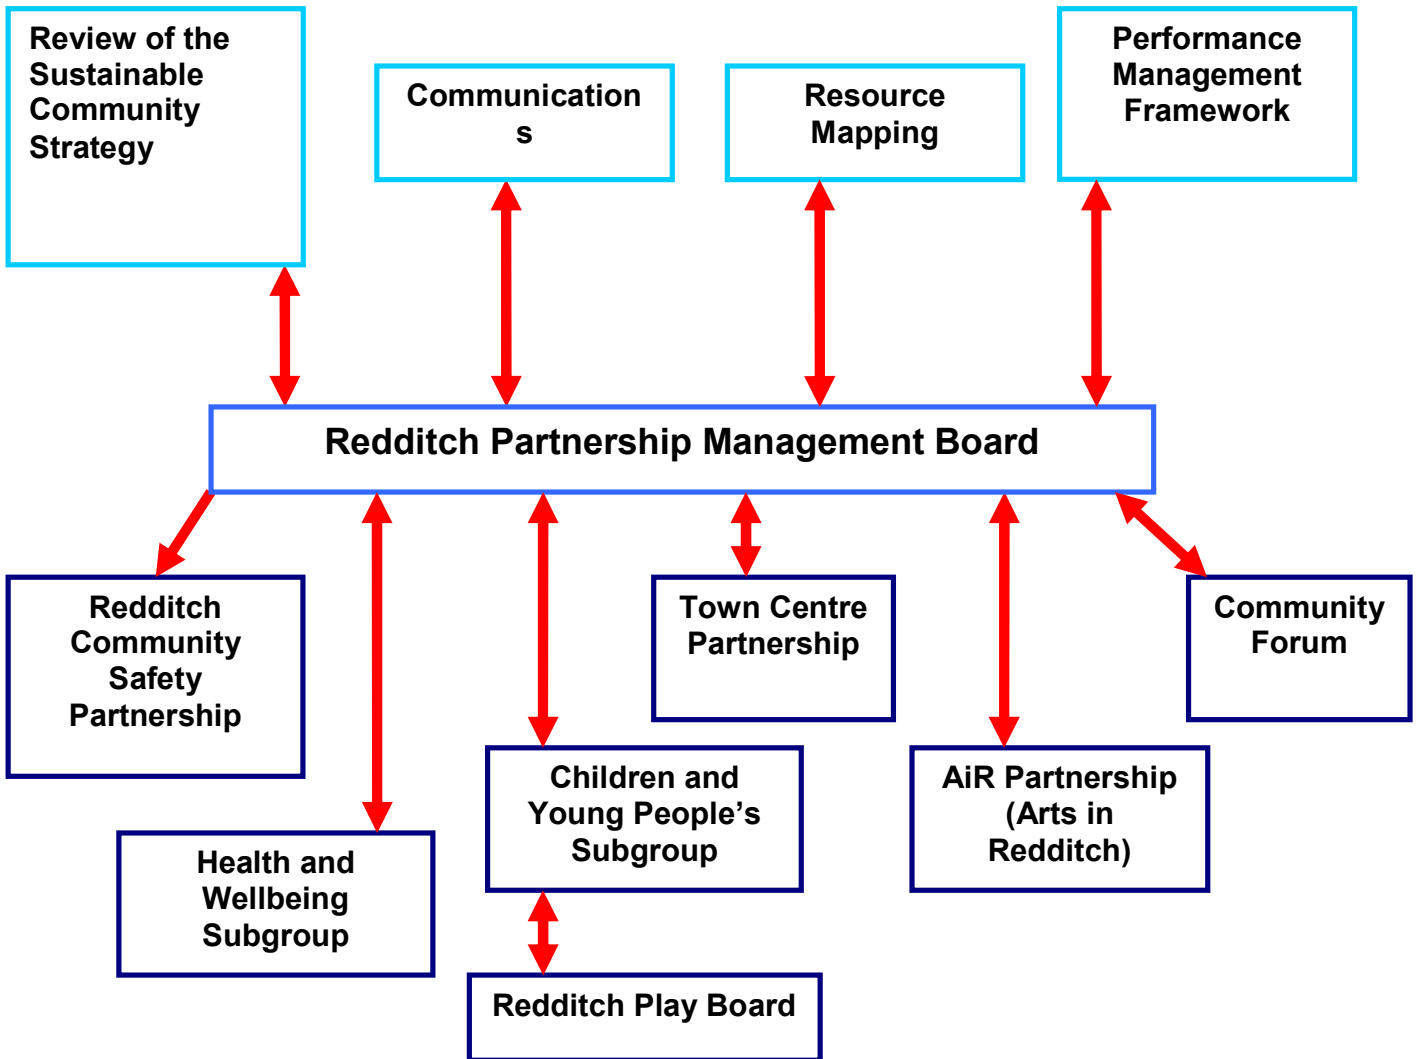 Review of the
Sustainable
Community
Strategy
Communication
s
Resource
Mapping
Performance
Management
Framework
Redditch Partnership Management Board
Redditch
Community
Safety
Partnership
Town Centre
Partnership
Community
Forum
Children and
Young People’s
Subgroup
AiR Partnership
(Arts in
Redditch)
Health and
Wellbeing
Subgroup
Redditch Play Board